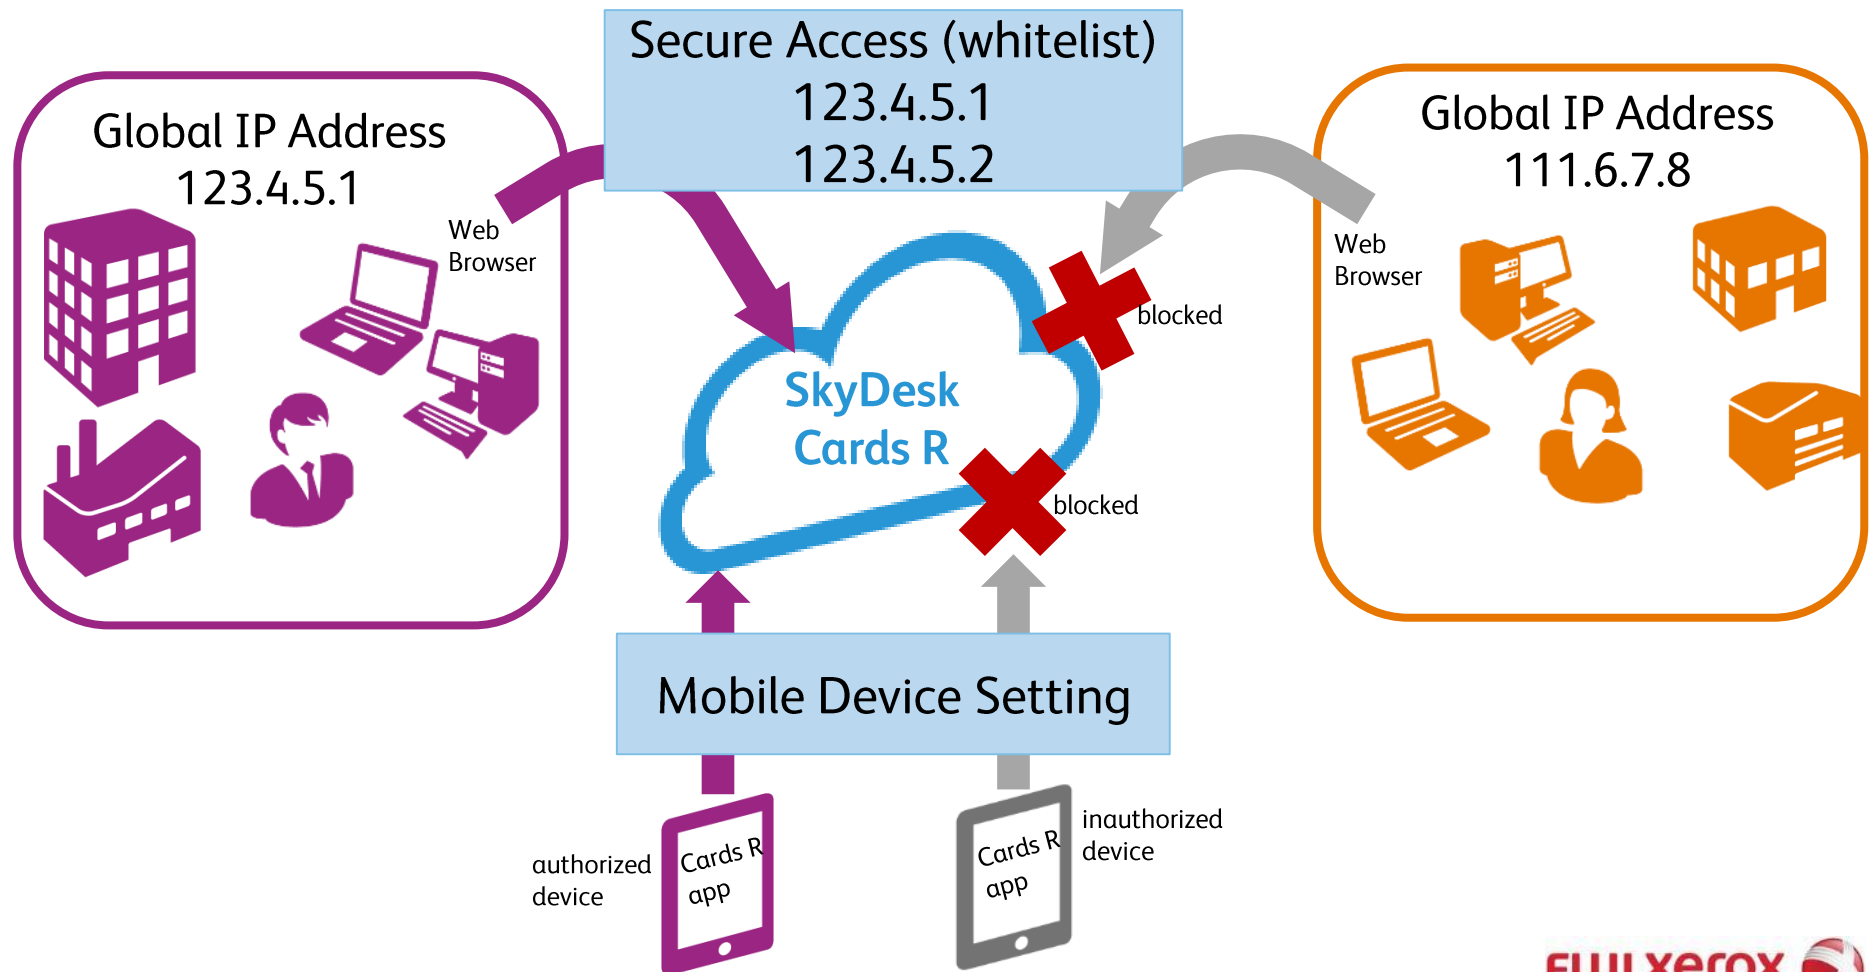 Secure Access (whitelist)
123.4.5.1
123.4.5.2
Global IP Address
123.4.5.1
Web
Browser
Global IP Address
111.6.7.8
Web
Browser
blocked
SkyDesk
Cards R
blocked
Mobile Device Setting
authorized
device
Cards R
app
Cards R
app
inauthorized
device
FUJI xerox